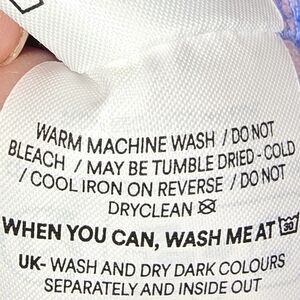 WARM MACHINE WASH / DO NOT
BLEACH / MAY BE TUMBLE DRIED - COLD
/ COOL IRON ON REVERSE / DO NOT
DRYCLEAN
WHEN YOU CAN, WASH ME AT 30
UK- WASH AND DRY DARK COLOURS
SEPARATELY AND INSIDE OUT